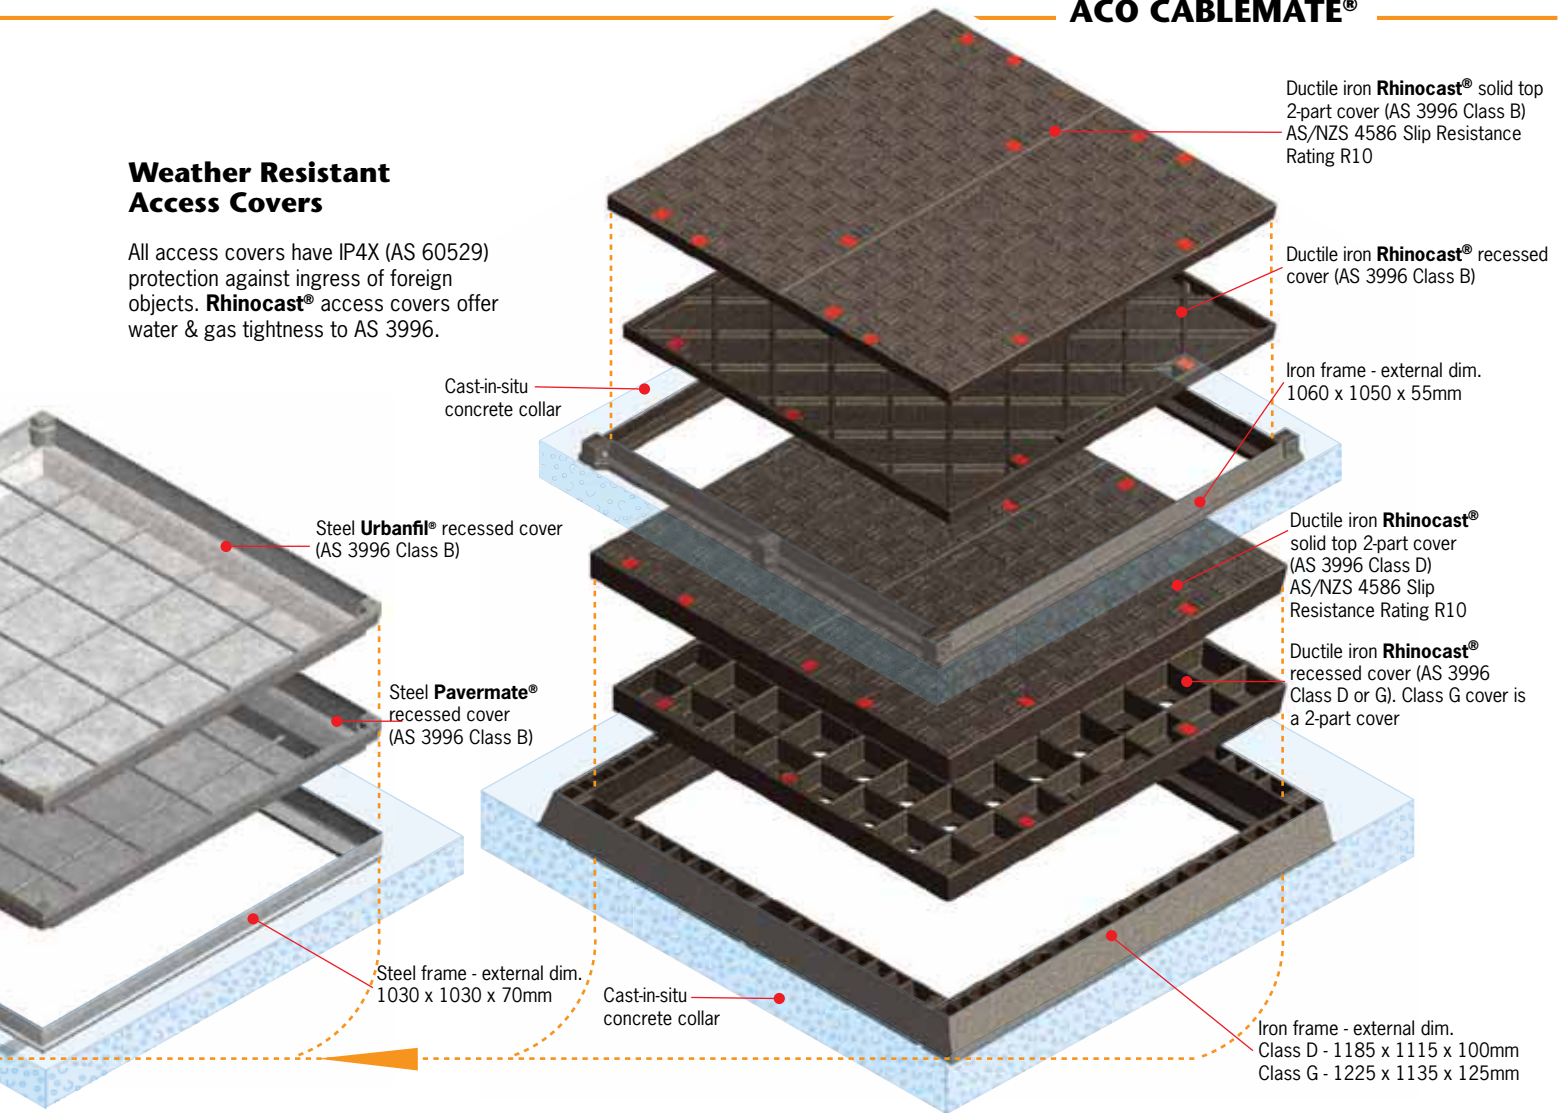 ACO CABLEMATE®
Weather Resistant
Access Covers
All access covers have IP4X (AS 60529)
protection against ingress of foreign
objects. Rhinocast® access covers offer
water & gas tightness to AS 3996.
Ductile iron Rhinocast® solid top
2-part cover (AS 3996 Class B)
AS/NZS 4586 Slip Resistance
Rating R10
Ductile iron Rhinocast® recessed
cover (AS 3996 Class B)
Cast-in-situ
concrete collar
Iron frame - external dim.
1060 x 1050 x 55mm
Steel Urbanfil® recessed cover
(AS 3996 Class B)
Ductile iron Rhinocast®
solid top 2-part cover
(AS 3996 Class D)
AS/NZS 4586 Slip
Resistance Rating R10
Ductile iron Rhinocast®
recessed cover (AS 3996
Class D or G). Class G cover is
a 2-part cover
Steel Pavermate®
recessed cover
(AS 3996 Class B)
Steel frame - external dim.
1030 x 1030 x 70mm
Cast-in-situ
concrete collar
Iron frame - external dim.
Class D - 1185 x 1115 x 100mm
Class G - 1225 x 1135 x 125mm